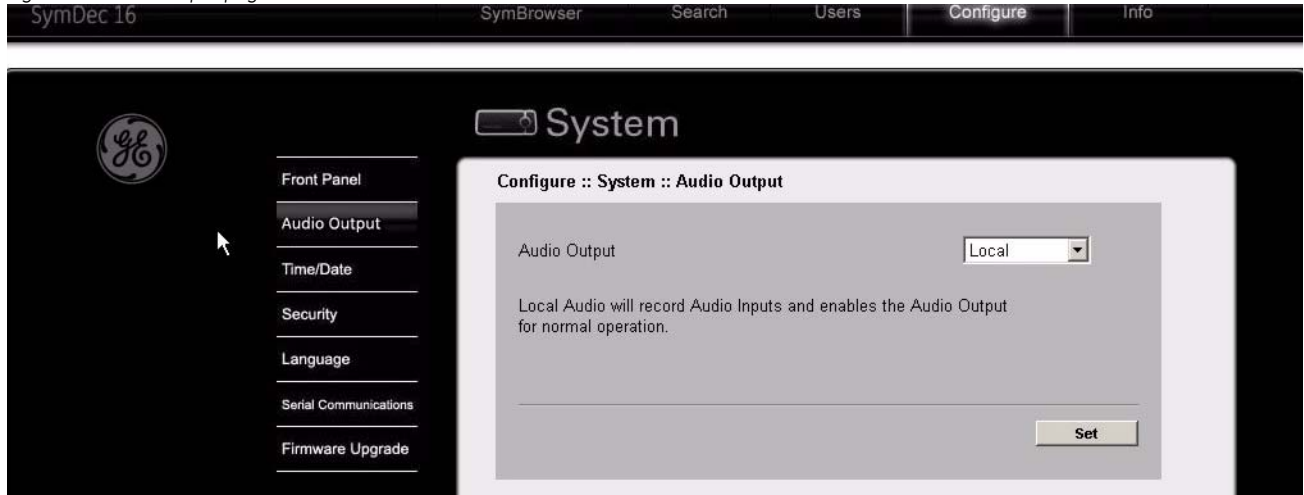 SymDec 16
SymBrowser Search Users Configure Info
GE
System
Front Panel
Audio Output
Time/Date
Security
Language
Serial Communications
Firmware Upgrade
Configure :: System :: Audio Output
Audio Output Local
Local Audio will record Audio Inputs and enables the Audio Output
for normal operation.
Set